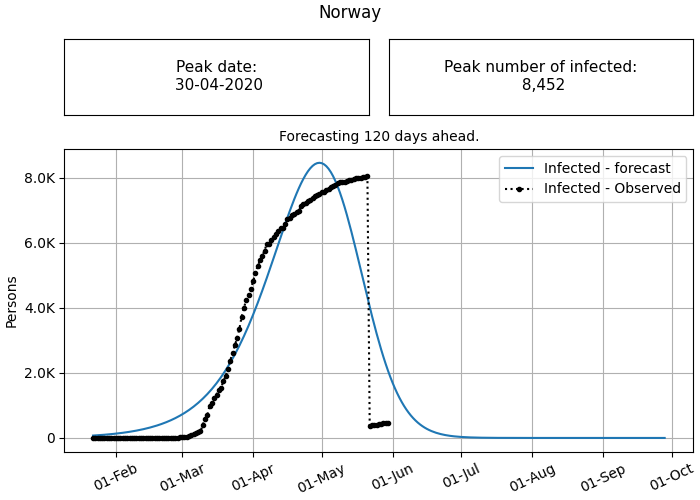 Norway
Peak date:
30-04-2020
Peak number of infected:
8,452
Forecasting 120 days ahead.
Infected - forecast
Infected - Observed
Persons
8.0K
6.0K
4.0K
2.0K
0
01-Feb
01-Mar
01-Apr
01-May
01-Jun
01-Jul
01-Aug
01-Sep
01-Oct